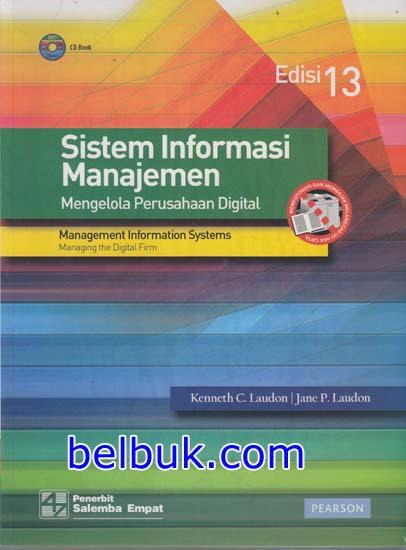 CD Book
Edisi 13
Sistem Informasi
Manajemen
Mengelola Perusahaan Digital
Management Information Systems
Managing the Digital Firm
Kenneth C. Laudon | Jane P. Laudon
belbuk.com
Penerbit
Salemba Empat
PEARSON